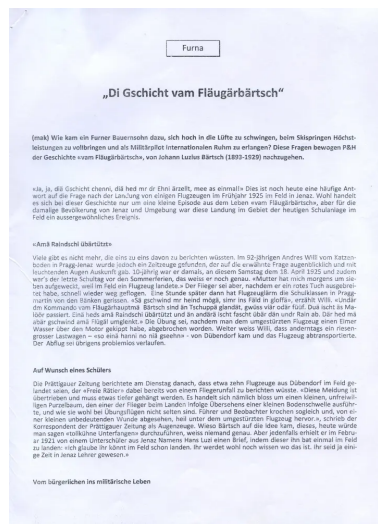 Furna
„Di Gschicht vam Fläugärbärtsch“
(mak) Wie kam ein Furner Bauernsohn dazu, sich hoch in die Lüfte zu schwingen, beim Skispringen Höchst-
leistungen zu vollbringen und als Militärpilot internationalen Ruhm zu erlangen? Diese Fragen bewogen P&H
der Geschichte «vam Fläugärbärtsch», von Johann Luzius Bärtsch (1893-1929) nachzugehen.
«Ja, ja, diä Gschicht chenni, diä hed mr dr Ehni ärzellt, mee as einmal!» Dies ist noch heute eine häufige Ant-
wort auf die Frage nach der Landung von einigen Flugzeugen im Frühjahr 1925 im Feld in Jenaz. Wohl handelt
es sich bei dieser Geschichte nur um eine kleine Episode aus dem Leben «vam Fläugärbärtsch», aber für die
damalige Bevölkerung von Jenaz und Umgebung war diese Landung im Gebiet der heutigen Schulanlage im
Feld ein aussergewöhnliches Ereignis.
«Amä Raindschi übärtützt»
Viele gibt es nicht mehr, die eins zu eins davon zu berichten wüssten. Im 92-jährigen Andres Willi vom Katzen-
boden in Pragg-Jenaz wurde jedoch ein Zeitzeuge gefunden, der auf die erwähnte Frage augenblicklich und mit
leuchtenden Augen Auskunft gab. 10-jährig war er damals, an diesem Samstag dem 18. April 1925 und zudem
war's der letzte Schultag vor den Sommerferien, das weiss er noch genau. «Mutter hat mich morgens um sie-
ben aufgeweckt, weil im Feld ein Flugzeug landete.» Der Flieger sei aber, nachdem er ein rotes Tuch ausgebrei-
tet habe, schnell wieder weg geflogen. Eine Stunde später dann hat Flugzeuglärm die Schulklassen in Pragg-
martin von den Bänken gerissen. «Sä gschwind mr heind mögä, simr ims Fäld in gloffä», erzählt Willi. «Undär
dm Kommando vam Fläugärhauptmä Bärtsch sind än Tschuppä glandät, gwüss viär odär füüf. Duä ischt äs Ma-
löör passiert. Einä heds amä Raindschi übärtützt und än andärä ischt fascht übär dän undr Rain ab. Där hed mä
abär gschwind amä Flügäl umglenkt.» Die Übung sei, nachdem man dem umgestürzten Flugzeug einen Eimer
Wasser über den Motor gekippt habe, abgebrochen worden. Weiter weiss Willi, dass anderntags ein riesen-
grosser Lastwagen – «so einä hanni no nä gseehn» - von Dübendorf kam und das Flugzeug abtransportierte.
Der Abflug sei übrigens problemlos verlaufen.
Auf Wunsch eines Schülers
Die Prättigauer Zeitung berichtete am Dienstag danach, dass etwa zehn Flugzeuge aus Dübendorf im Feld ge-
landet seien, der «Freie Rätier» dabei bereits von einem Fliegerunfall zu berichten wüsste. «Diese Meldung ist
übertrieben und muss etwas tiefer gehängt werden. Es handelt sich nämlich bloss um einen kleinen, unfreiwil-
ligen Purzelbaum, den einer der Flieger beim Landen infolge Übersehens einer kleinen Bodenschwelle ausführ-
te, und wie sie wohl bei Übungsflügen nicht selten sind. Führer und Beobachter krochen sogleich und, von ei-
ner kleinen unbedeutenden Wunde abgesehen, heil unter dem umgestürzten Flugzeug hervor.», schrieb der
Korrespondent der Prättigauer Zeitung als Augenzeuge. Wieso Bärtsch auf die Idee kam, dieses, heute würde
man sagen «tollkühne Unterfangen» durchzuführen, weiss niemand genau. Aber jedenfalls erhielt er im Febru-
ar 1921 von einem Unterschüler aus Jenaz Namens Hans Luzi einen Brief, indem dieser ihn bat einmal im Feld
zu landen: «ich glaube ihr könnt im Feld schon landen. Ihr werdet wohl noch wissen wo das ist. Ihr seid ja eini-
ge Zeit in Jenaz Lehrer gewesen.»
Vom bürgerlichen ins militärische Leben